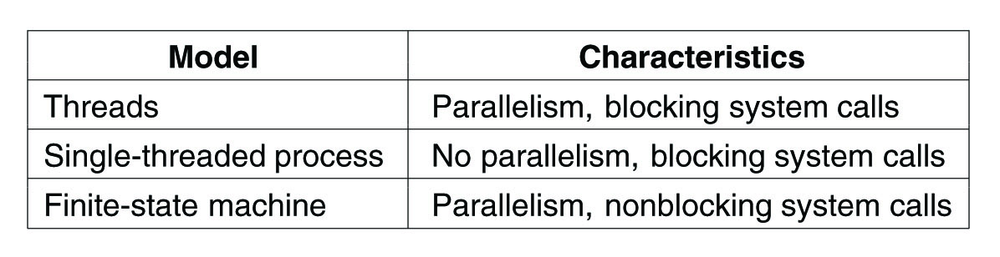 Model Characteristics
Threads Parallelism, blocking system calls
Single-threaded process No parallelism, blocking system calls
Finite-state machine Parallelism, nonblocking system calls